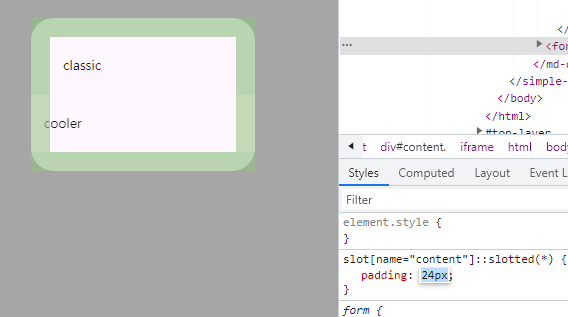 classic
cooler
</
<for
</md-c
</simple-
</body>
</html>
#top-layer
t div#content. iframe html body
Styles Computed Layout Event L
Filter
element.style {
}
slot[name="content"]::slotted(*) {
padding: 24px;
}
form {